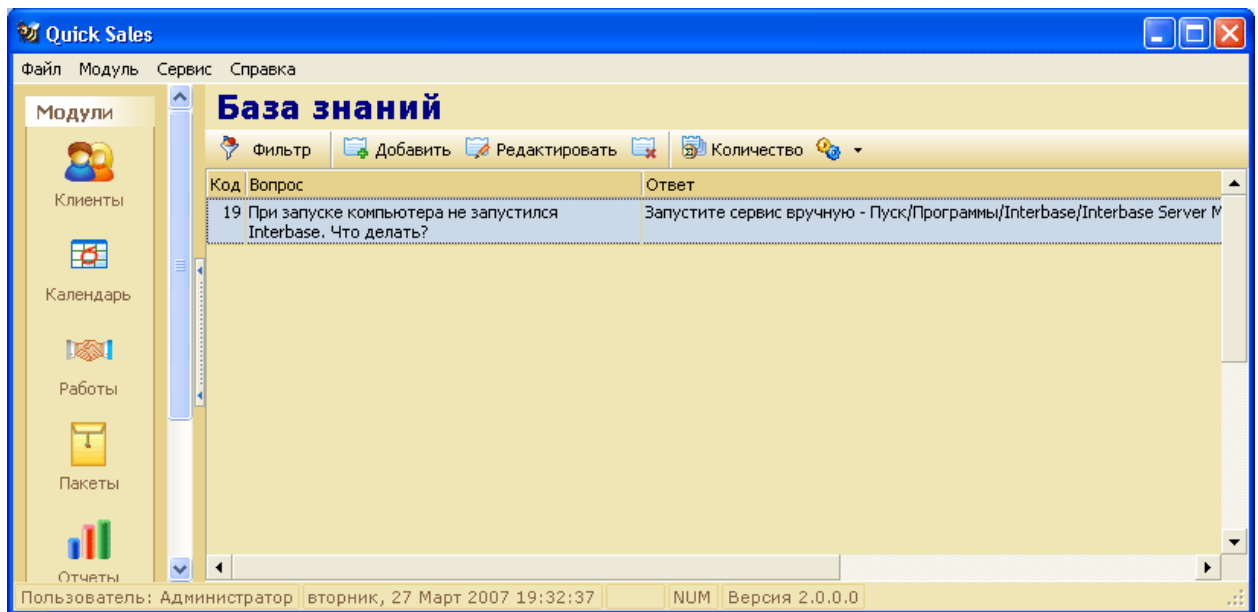 Quick Sales
Файл Модуль Сервис Справка
Модули
Клиенты
Календарь
Работы
Пакеты
Отчеты
База знаний
Фильтр Добавить Редактировать Количество
Код Вопрос Ответ
19 При запуске компьютера не запустился Запустите сервис вручную - Пуск/Программы/Interbase/Interbase Server M
Interbase. Что делать?
Пользователь: Администратор вторник, 27 Март 2007 19:32:37 NUM Версия 2.0.0.0